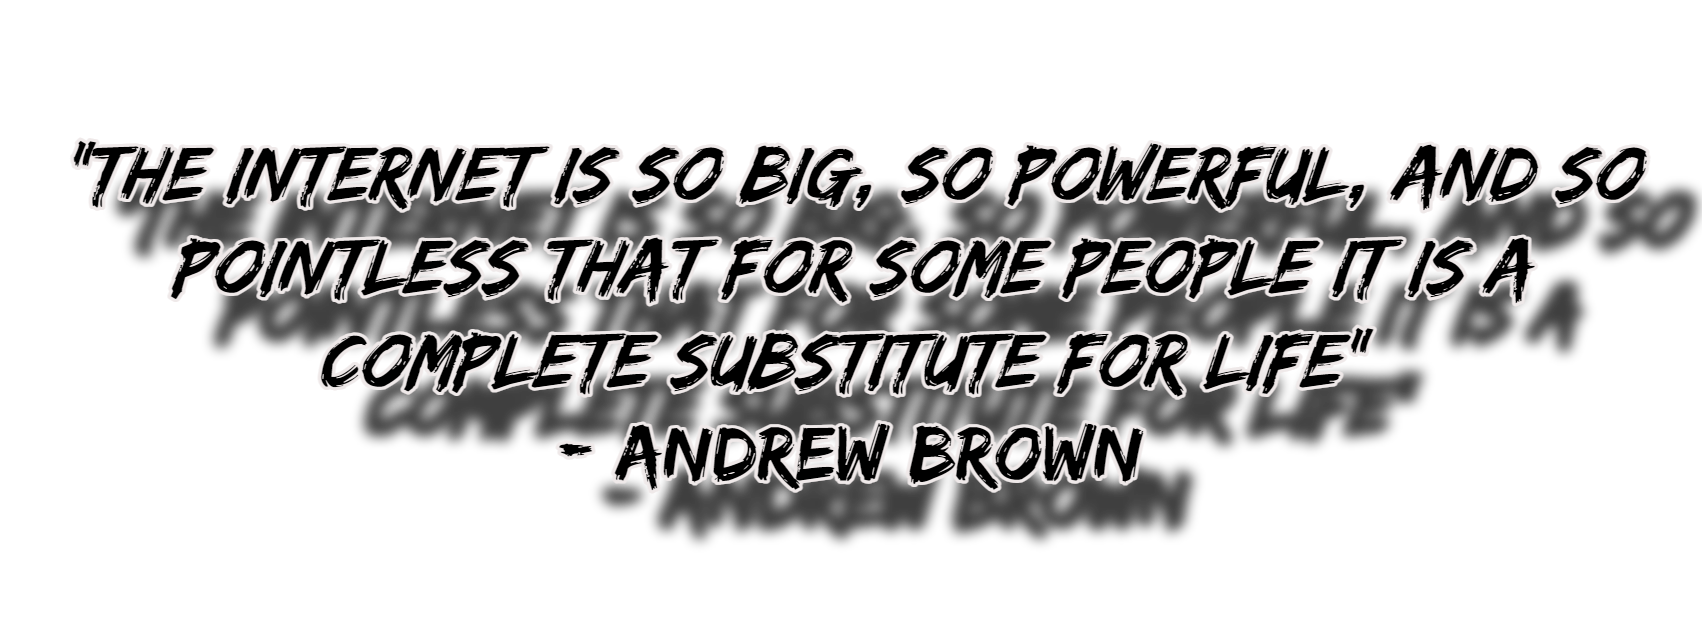 "THE INTERNET IS SO BIG, SO POWERFUL, AND SO
POINTLESS THAT FOR SOME PEOPLE IT IS A
COMPLETE SUBSTITUTE FOR LIFE"
- ANDREW BROWN